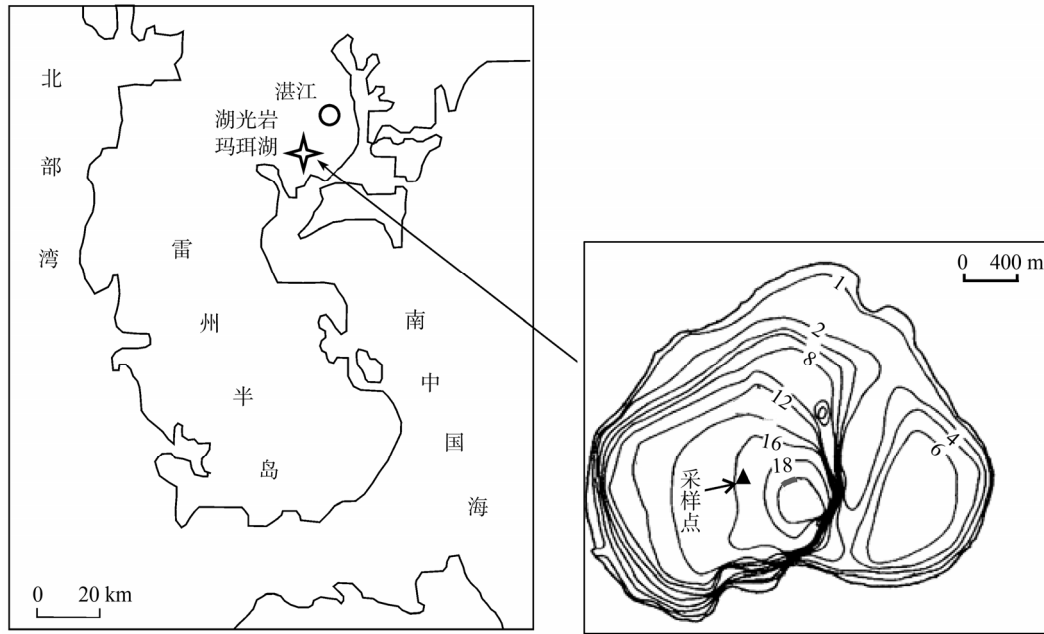 北部湾
湛江
湖光岩
玛珥湖
雷州半岛
南中国海
0 20 km
0 400 m
1
2
8
12
16
18
4
6
采样点